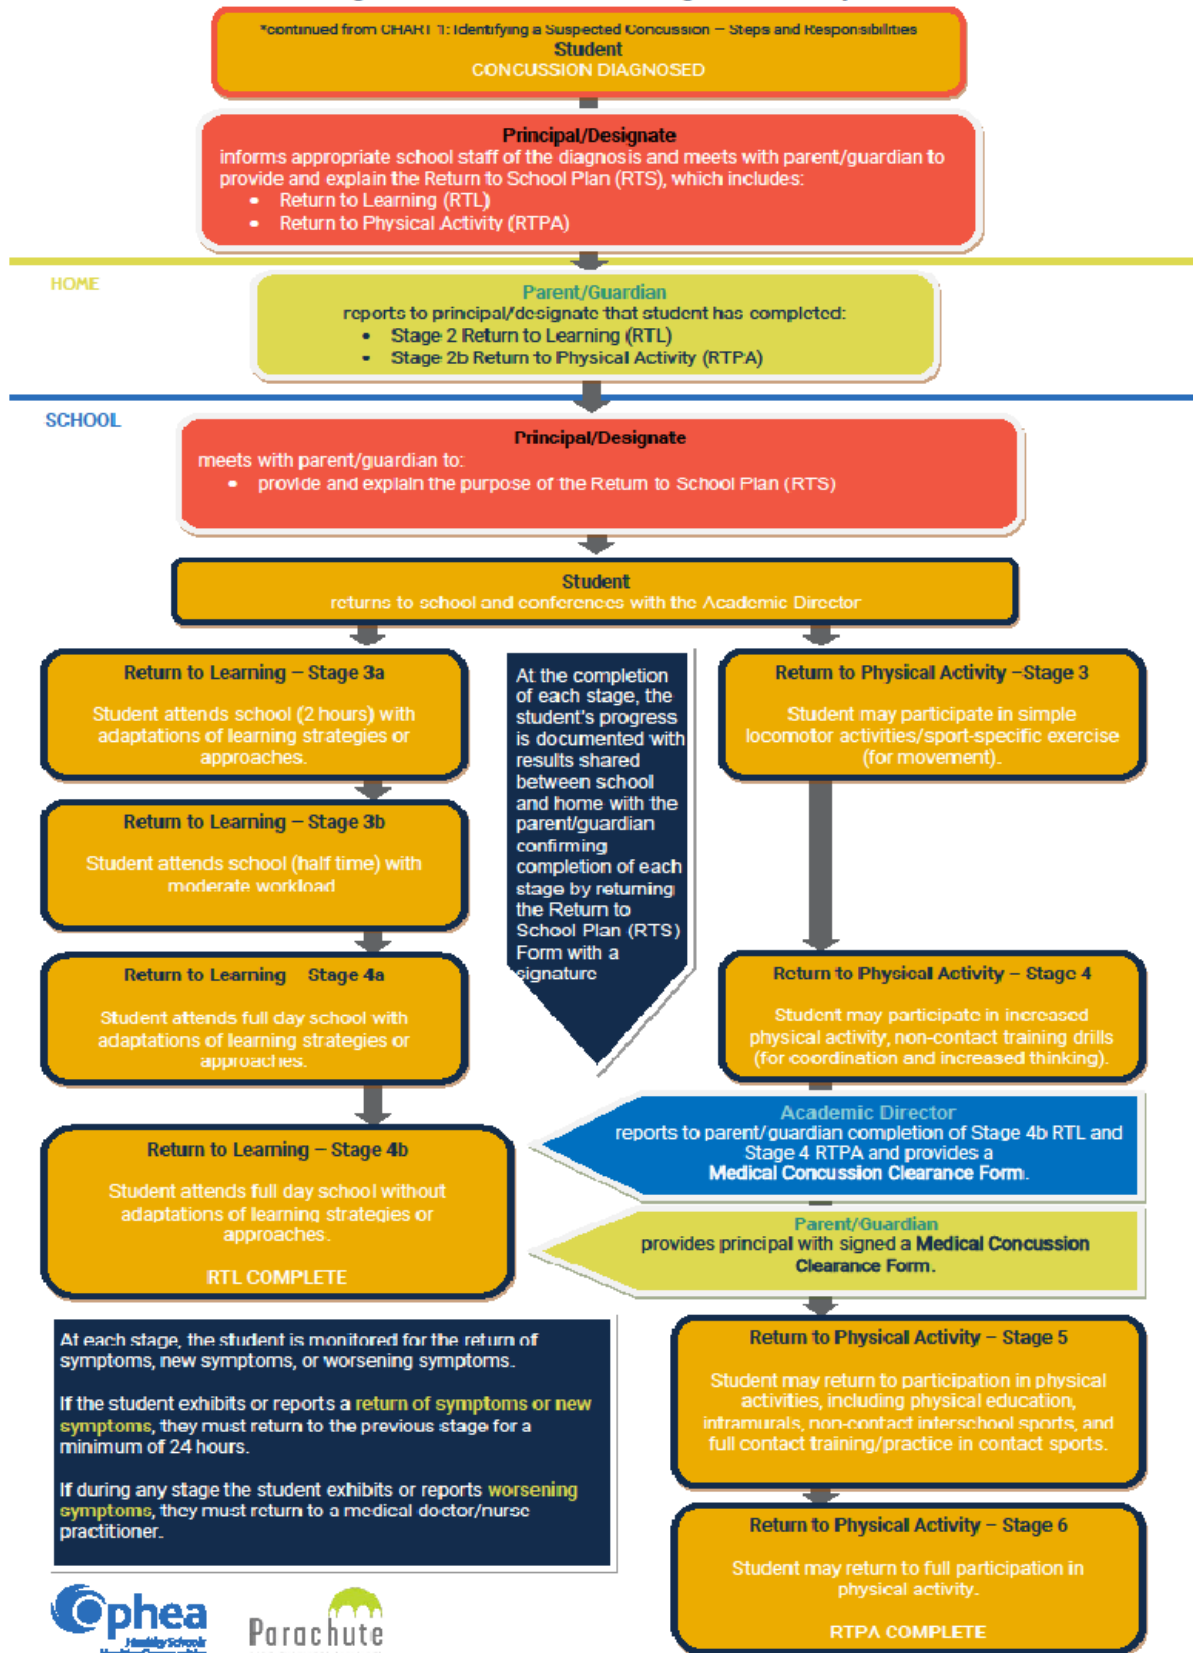 *continued from CHART 1: Identifying a Suspected Concussion – Steps and Responsibilities
Student
CONCUSSION DIAGNOSED
Principal/Designate
informs appropriate school staff of the diagnosis and meets with parent/guardian to
provide and explain the Return to School Plan (RTS), which includes:
• Return to Learning (RTL)
• Return to Physical Activity (RTPA)
HOME
Parent/Guardian
reports to principal/designate that student has completed:
• Stage 2 Return to Learning (RTL)
• Stage 2b Return to Physical Activity (RTPA)
SCHOOL
Principal/Designate
meets with parent/guardian to:
• provide and explain the purpose of the Return to School Plan (RTS)
Student
returns to school and conferences with the Academic Director
Return to Learning – Stage 3a
Student attends school (2 hours) with
adaptations of learning strategies or
approaches.
Return to Learning – Stage 3b
Student attends school (half time) with
moderate workload
Return to Learning Stage 4a
Student attends full day school with
adaptations of learning strategies or
approaches.
Return to Learning – Stage 4b
Student attends full day school without
adaptations of learning strategies or
approaches.
RTL COMPLETE
At the completion
of each stage, the
student's progress
is documented with
results shared
between school
and home with the
parent/guardian
confirming
completion of each
stage by returning
the Return to
School Plan (RTS)
Form with a
signature
Return to Physical Activity –Stage 3
Student may participate in simple
locomotor activities/sport-specific exercise
(for movement).
Return to Physical Activity – Stage 4
Student may participate in increased
physical activity, non-contact training drills
(for coordination and increased thinking).
Academic Director
reports to parent/guardian completion of Stage 4b RTL and
Stage 4 RTPA and provides a
Medical Concussion Clearance Form.
Parent/Guardian
provides principal with signed a Medical Concussion
Clearance Form.
Return to Physical Activity – Stage 5
Student may return to participation in physical
activities, including physical education,
intramurals, non-contact interschool sports, and
full contact training/practice in contact sports.
Return to Physical Activity – Stage 6
Student may return to full participation in
physical activity.
RTPA COMPLETE
At each stage, the student is monitored for the return of
symptoms, new symptoms, or worsening symptoms.
If the student exhibits or reports a return of symptoms or new
symptoms, they must return to the previous stage for a
minimum of 24 hours.
If during any stage the student exhibits or reports worsening
symptoms, they must return to a medical doctor/nurse
practitioner.
Ophea
Healthy Schools
Parachute